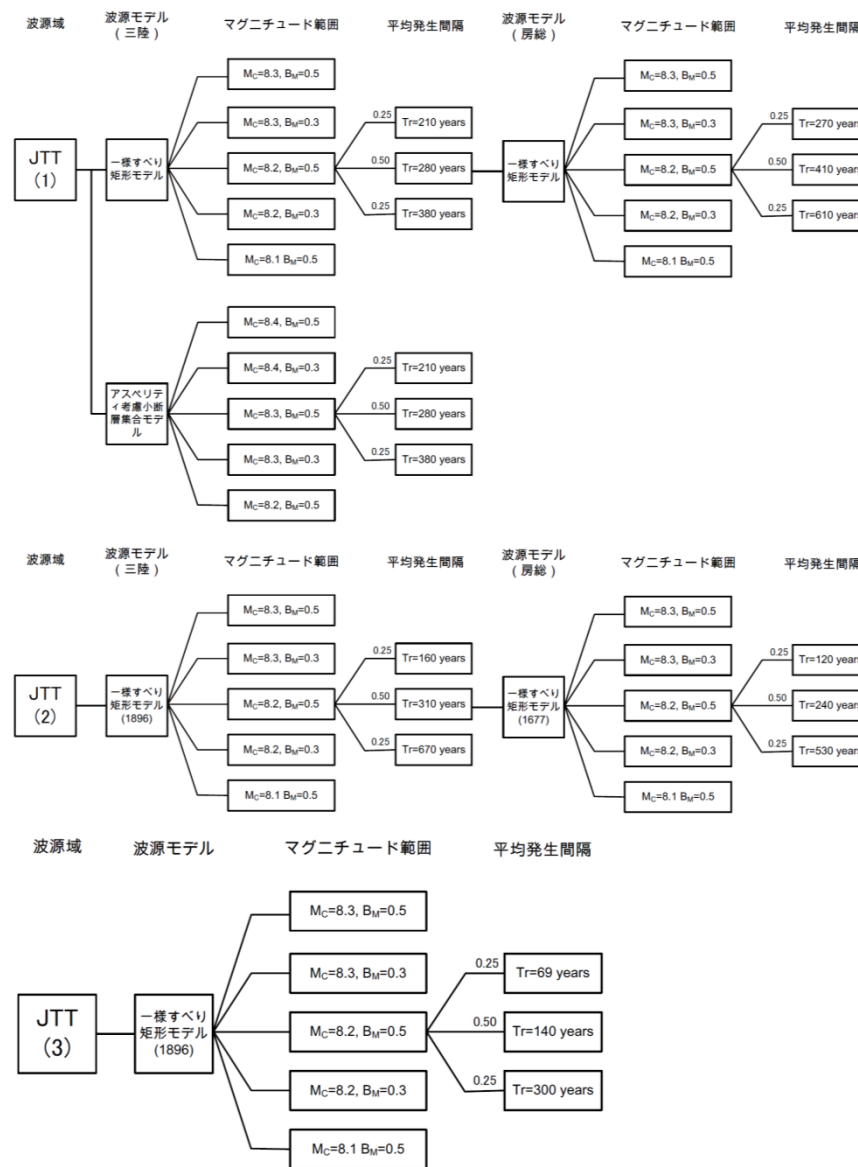 波源域
波源モデル
(三陸)
マグニチュード範囲
平均発生間隔
波源モデル
(房総)
マグニチュード範囲
平均発生間隔
JTT
(1)
一様すべり
矩形モデル
MC=8.3, BM=0.5
MC=8.3, BM=0.3
MC=8.2, BM=0.5
MC=8.2, BM=0.3
MC=8.1 BM=0.5
0.25
Tr=210 years
0.50
Tr=280 years
0.25
Tr=380 years
一様すべり
矩形モデル
MC=8.3, BM=0.5
MC=8.3, BM=0.3
MC=8.2, BM=0.5
MC=8.2, BM=0.3
MC=8.1 BM=0.5
0.25
Tr=270 years
0.50
Tr=410 years
0.25
Tr=610 years
アスペリテ
ィ考慮小断
層集合モデ
ル
MC=8.4, BM=0.5
MC=8.4, BM=0.3
MC=8.3, BM=0.5
MC=8.3, BM=0.3
MC=8.2, BM=0.5
0.25
Tr=210 years
0.50
Tr=280 years
0.25
Tr=380 years
波源域
波源モデル
(三陸)
マグニチュード範囲
平均発生間隔
波源モデル
(房総)
マグニチュード範囲
平均発生間隔
JTT
(2)
一様すべり
矩形モデル
(1896)
MC=8.3, BM=0.5
MC=8.3, BM=0.3
MC=8.2, BM=0.5
MC=8.2, BM=0.3
MC=8.1 BM=0.5
0.25
Tr=160 years
0.50
Tr=310 years
0.25
Tr=670 years
一様すべり
矩形モデル
(1677)
MC=8.3, BM=0.5
MC=8.3, BM=0.3
MC=8.2, BM=0.5
MC=8.2, BM=0.3
MC=8.1 BM=0.5
0.25
Tr=120 years
0.50
Tr=240 years
0.25
Tr=530 years
波源域
波源モデル
マグニチュード範囲
平均発生間隔
JTT
(3)
一様すべり
矩形モデル
(1896)
MC=8.3, BM=0.5
MC=8.3, BM=0.3
MC=8.2, BM=0.5
MC=8.2, BM=0.3
MC=8.1 BM=0.5
0.25
Tr=69 years
0.50
Tr=140 years
0.25
Tr=300 years